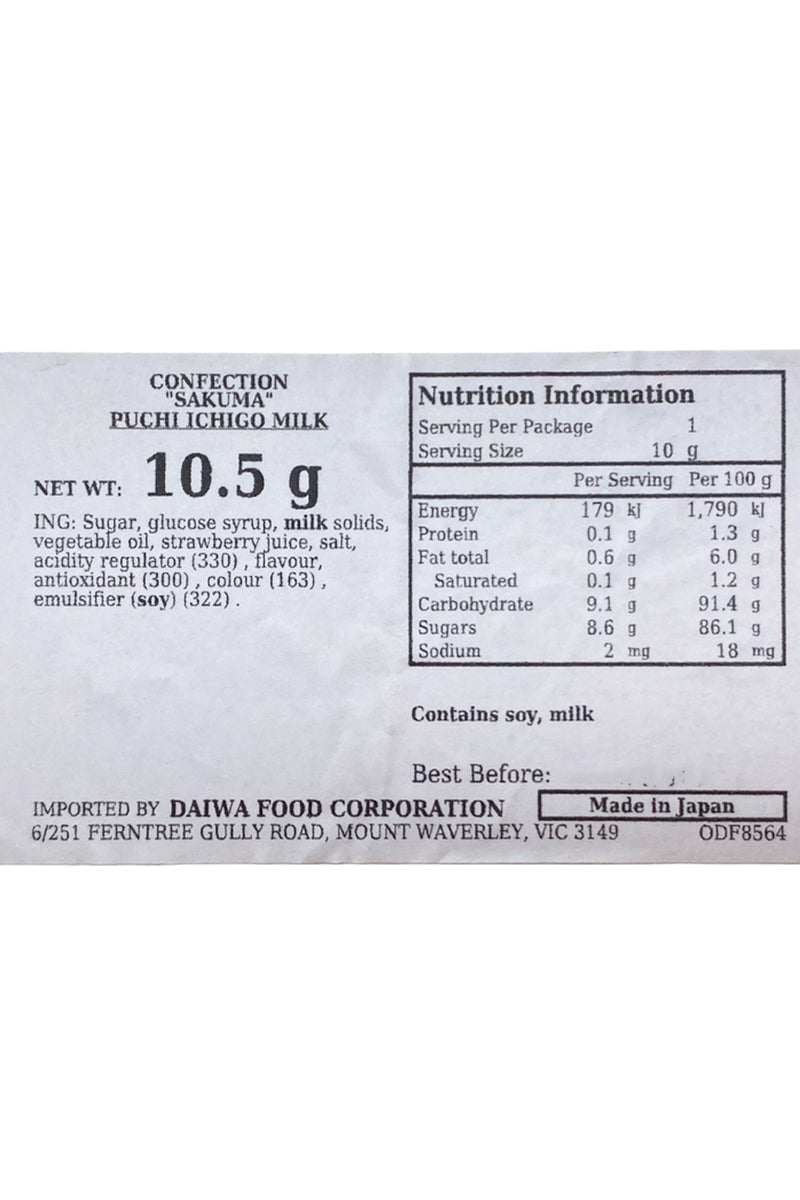 CONFECTION
"SAKUMA"
PUCHI ICHIGO MILK
NET WT: 10.5 g
ING: Sugar, glucose syrup, milk solids,
vegetable oil, strawberry juice, salt,
acidity regulator (330) , flavour,
antioxidant (300) , colour (163) ,
emulsifier (soy) (322) .
Nutrition Information
Serving Per Package 1
Serving Size 10 g
Per Serving Per 100 g
Energy 179 kJ 1,790 kJ
Protein 0.1 g 1.3 g
Fat total 0.6 g 6.0 g
Saturated 0.1 g 1.2 g
Carbohydrate 9.1 g 91.4 g
Sugars 8.6 g 86.1 g
Sodium 2 mg 18 mg
Contains soy, milk
Best Before:
IMPORTED BY DAIWA FOOD CORPORATION Made in Japan
6/251 FERNTREE GULLY ROAD, MOUNT WAVERLEY, VIC 3149 ODF8564